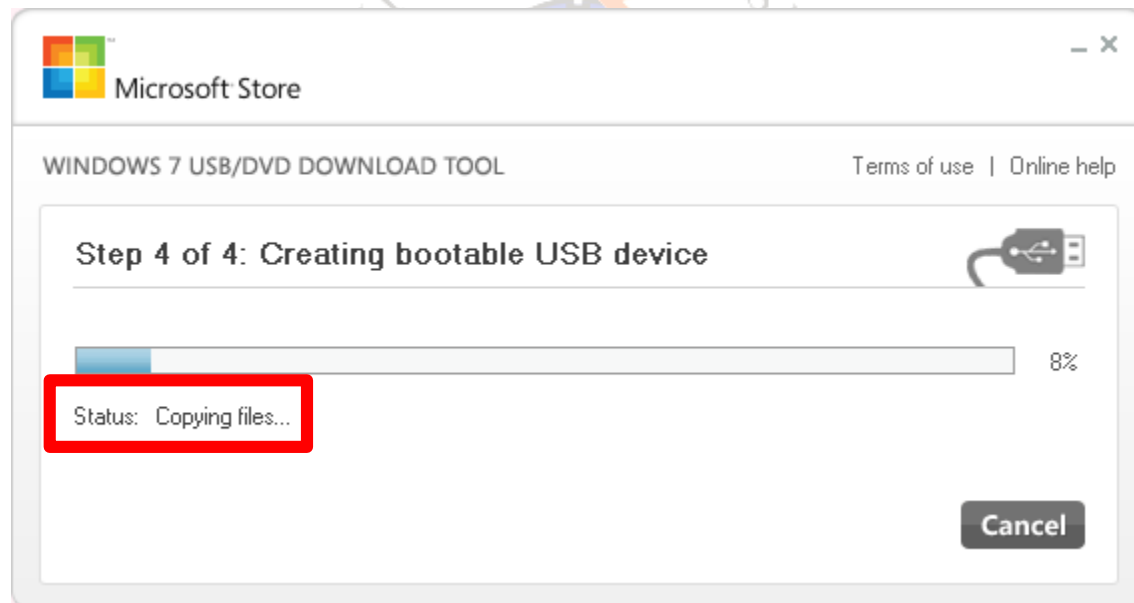 Microsoft Store
WINDOWS 7 USB/DVD DOWNLOAD TOOL
Terms of use | Online help
Step 4 of 4: Creating bootable USB device
8%
Status: Copying files...
Cancel